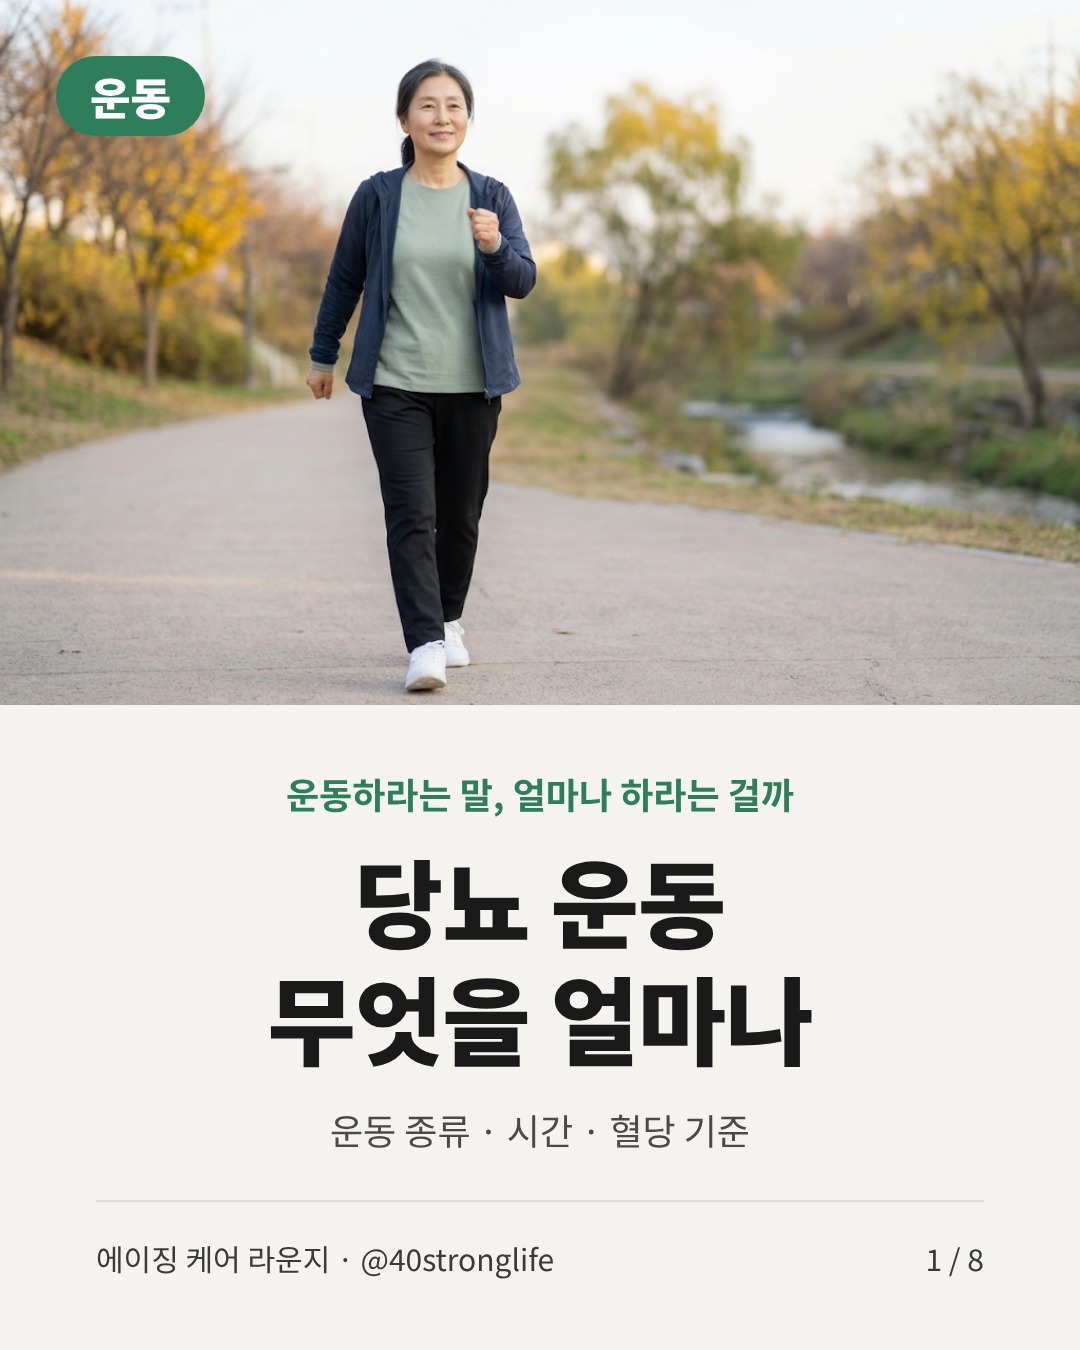 운동
운동하라는 말, 얼마나 하라는 걸까
당뇨 운동
무엇을 얼마나
운동 종류 · 시간 · 혈당 기준
에이징 케어 라운지 · @40stronglife
1 / 8